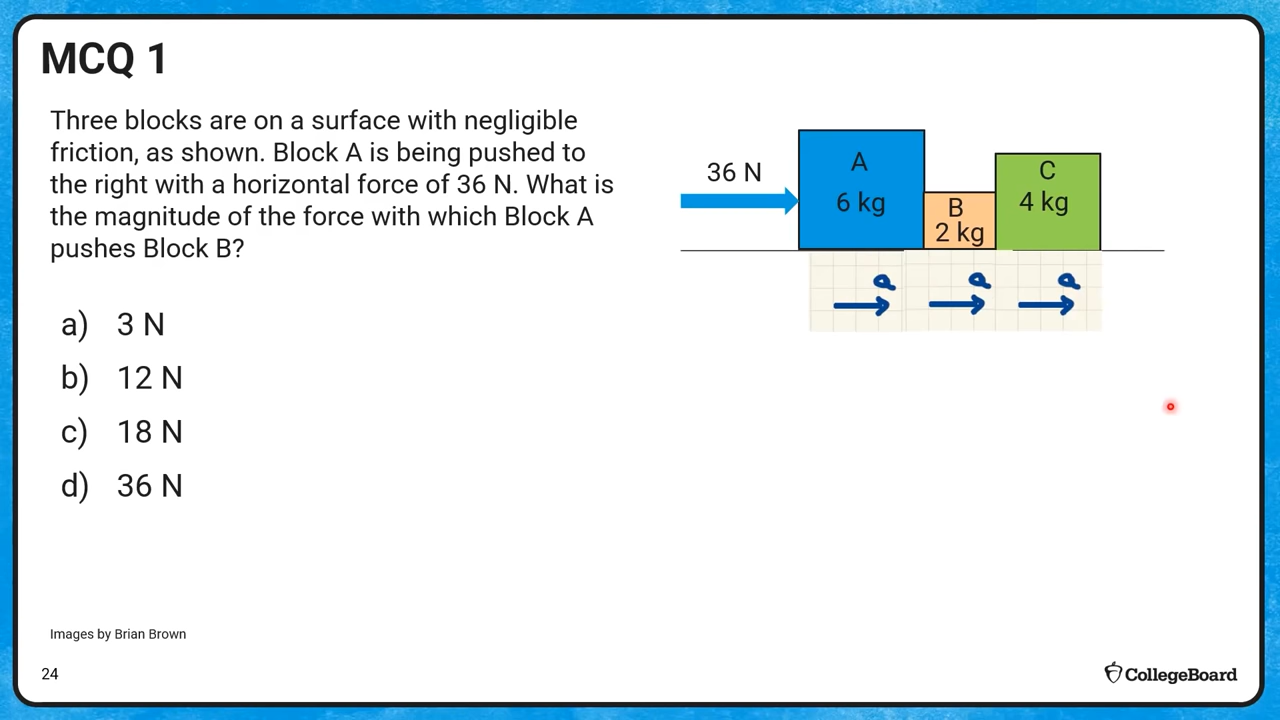 MCQ 1
Three blocks are on a surface with negligible
friction, as shown. Block A is being pushed to
the right with a horizontal force of 36 N. What is
the magnitude of the force with which Block A
pushes Block B?
a) 3 N
b) 12 N
c) 18 N
d) 36 N
36 N
A
6 kg
B
2 kg
C
4 kg
a a a
Images by Brian Brown
24
CollegeBoard